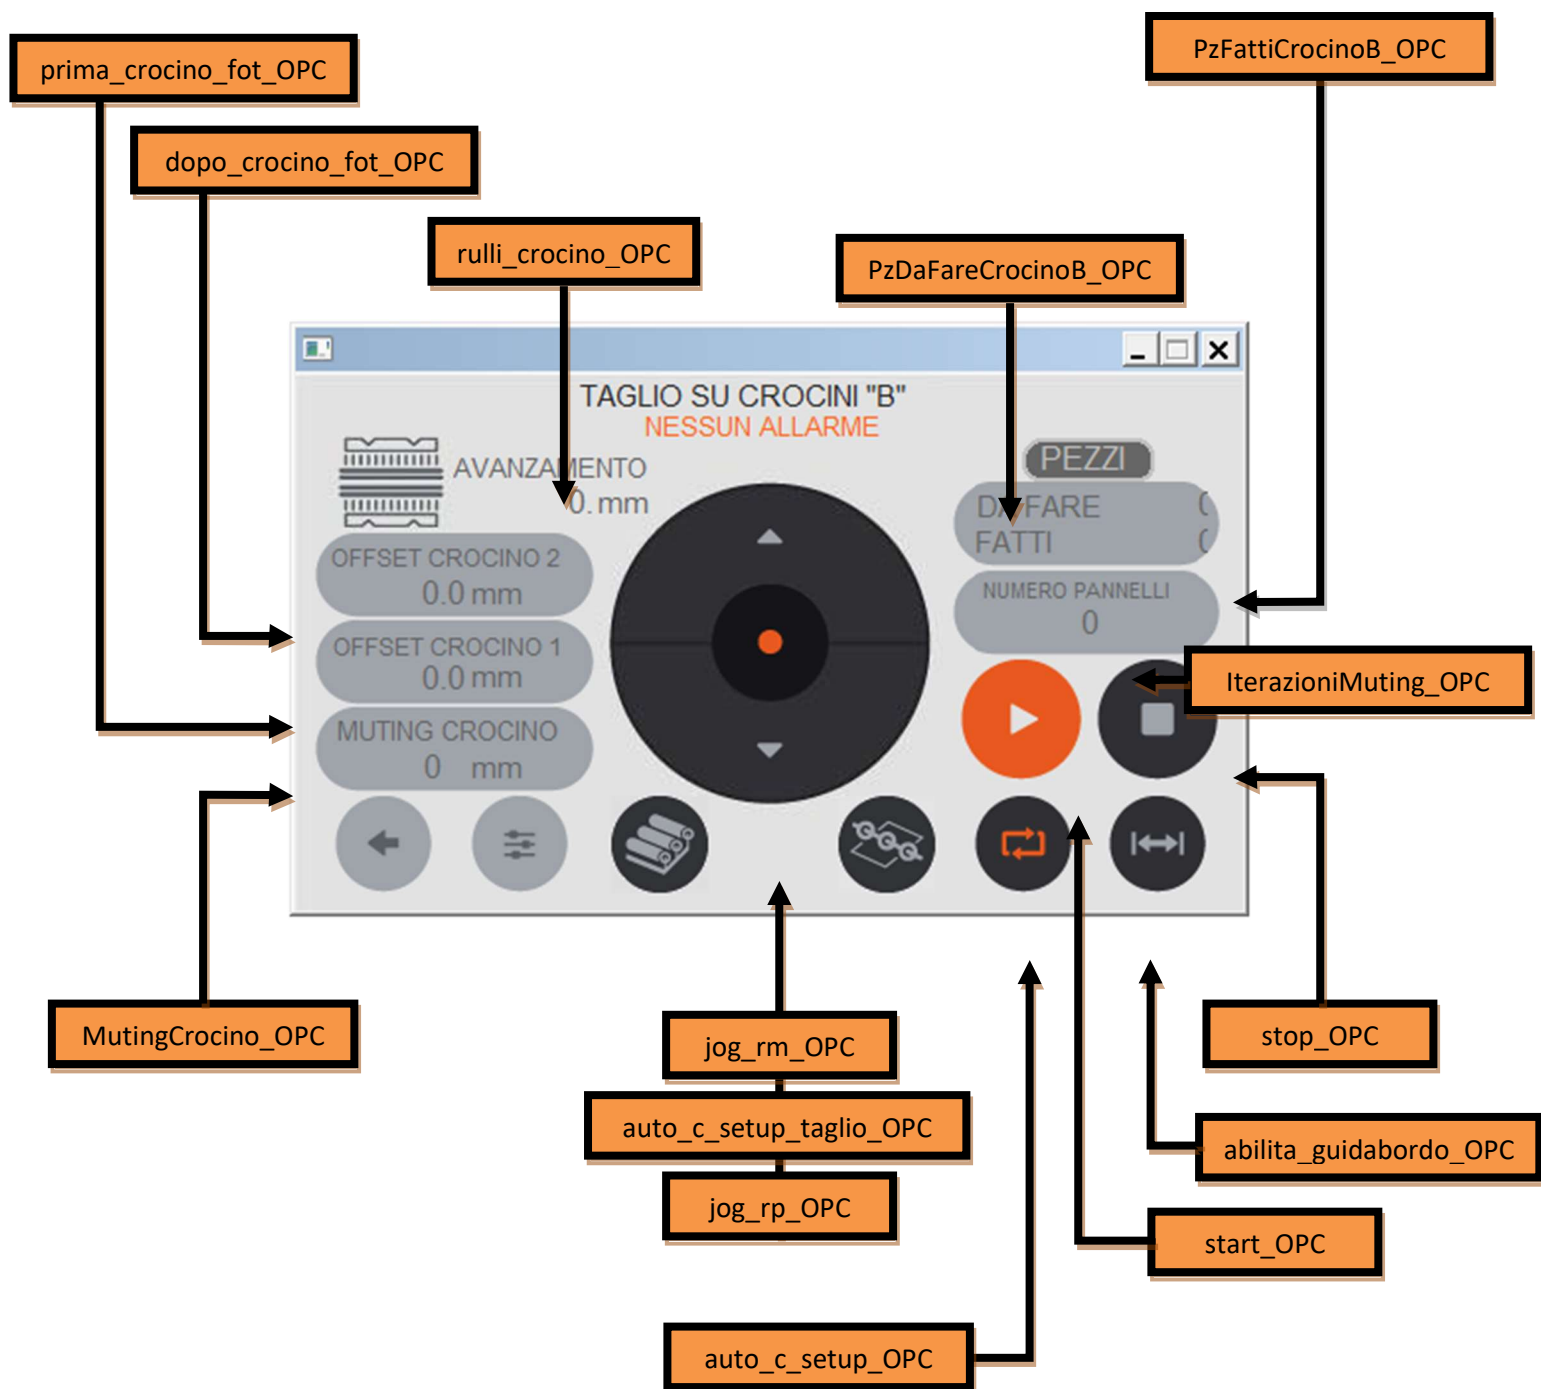 PzFattiCrocinoB_OPC
prima_crocino_fot_OPC
dopo_crocino_fot_OPC
rulli_crocino_OPC
PzDaFareCrocinoB_OPC
TAGLIO SU CROCINI "B"
NESSUN ALLARME
AVANZAMENTO
0. mm
PEZZI
DA FARE 0
FATTI 0
OFFSET CROCINO 2
0.0 mm
NUMERO PANNELLI
0
OFFSET CROCINO 1
0.0 mm
IterazioniMuting_OPC
MUTING CROCINO
0 mm
MutingCrocino_OPC
jog_rm_OPC
stop_OPC
auto_c_setup_taglio_OPC
abilita_guidabordo_OPC
jog_rp_OPC
start_OPC
auto_c_setup_OPC